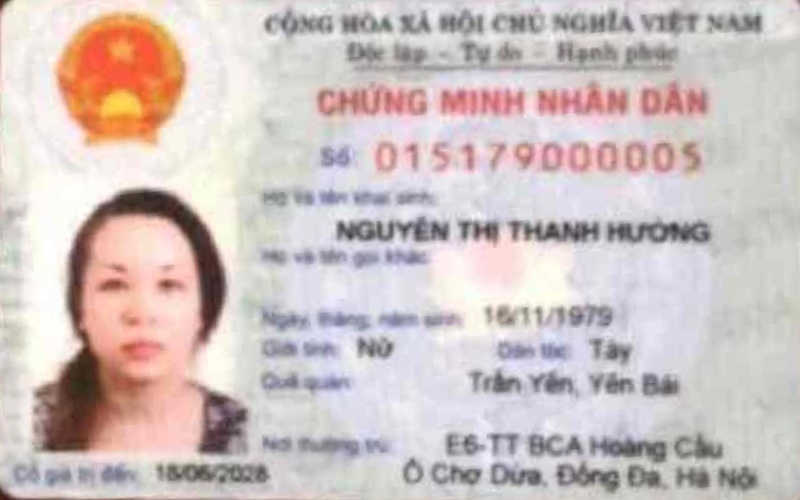 CỘNG HÒA XÃ HỘI CHỦ NGHĨA VIỆT NAM
Độc lập - Tự do - Hạnh phúc
CHỨNG MINH NHÂN DÂN
Số 015179000005
Họ và tên khai sinh:
NGUYỄN THỊ THANH HƯỜNG
Họ và tên gọi khác:
Ngày, tháng, năm sinh: 16/11/1979
Giới tính: Nữ Dân tộc: Tày
Quê quán: Trấn Yên, Yên Bái
Nơi thường trú: E6-TT BCA Hoàng Cầu
Ô Chợ Dừa, Đống Đa, Hà Nội
Có giá trị đến: 18/06/2028